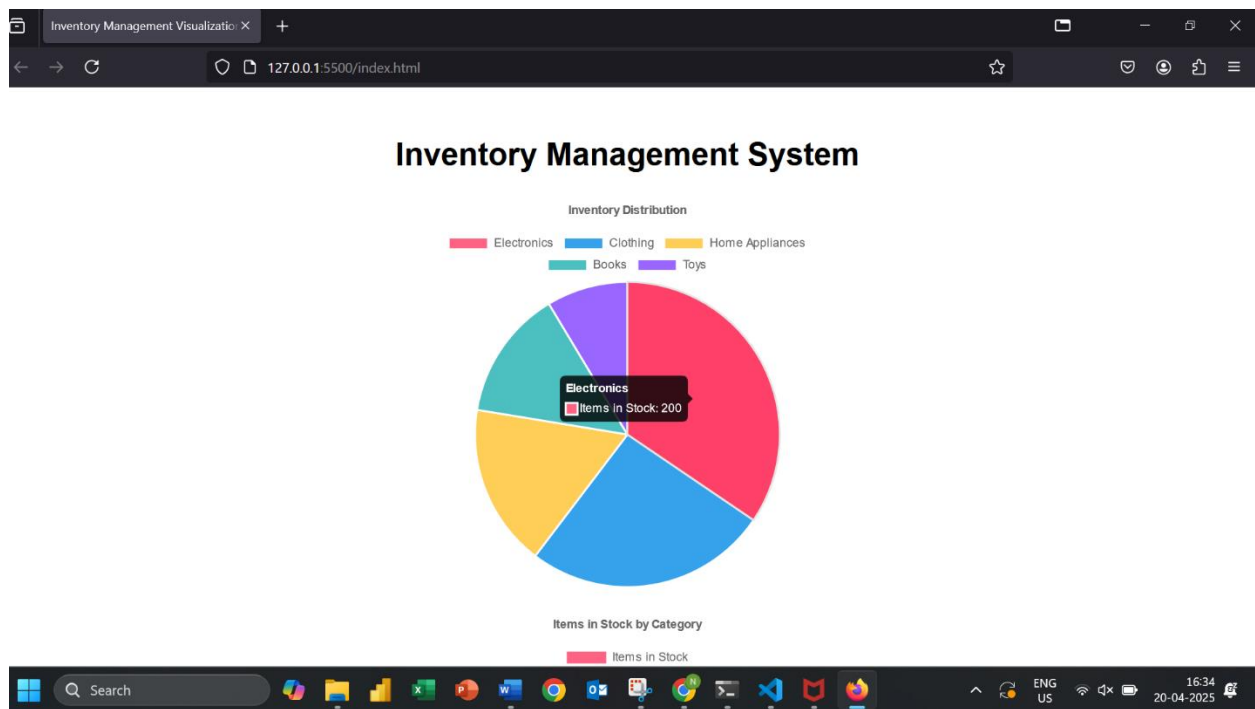 Inventory Management Visualizatio
127.0.0.1:5500/index.html
Inventory Management System
Inventory Distribution
Electronics Clothing Home Appliances
Books Toys
Electronics
Items in Stock: 200
Items in Stock by Category
Items in Stock
Search
ENG
US
16:34
20-04-2025